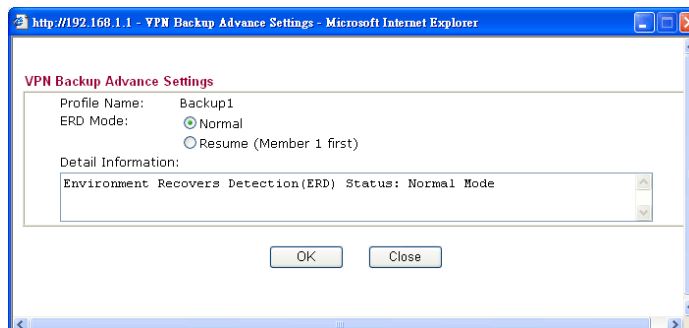 http://192.168.1.1 - VPN Backup Advance Settings - Microsoft Internet Explorer
VPN Backup Advance Settings
Profile Name: Backup1
ERD Mode: Normal
Resume (Member 1 first)
Detail Information:
Environment Recovers Detection(ERD) Status: Normal Mode
OK Close